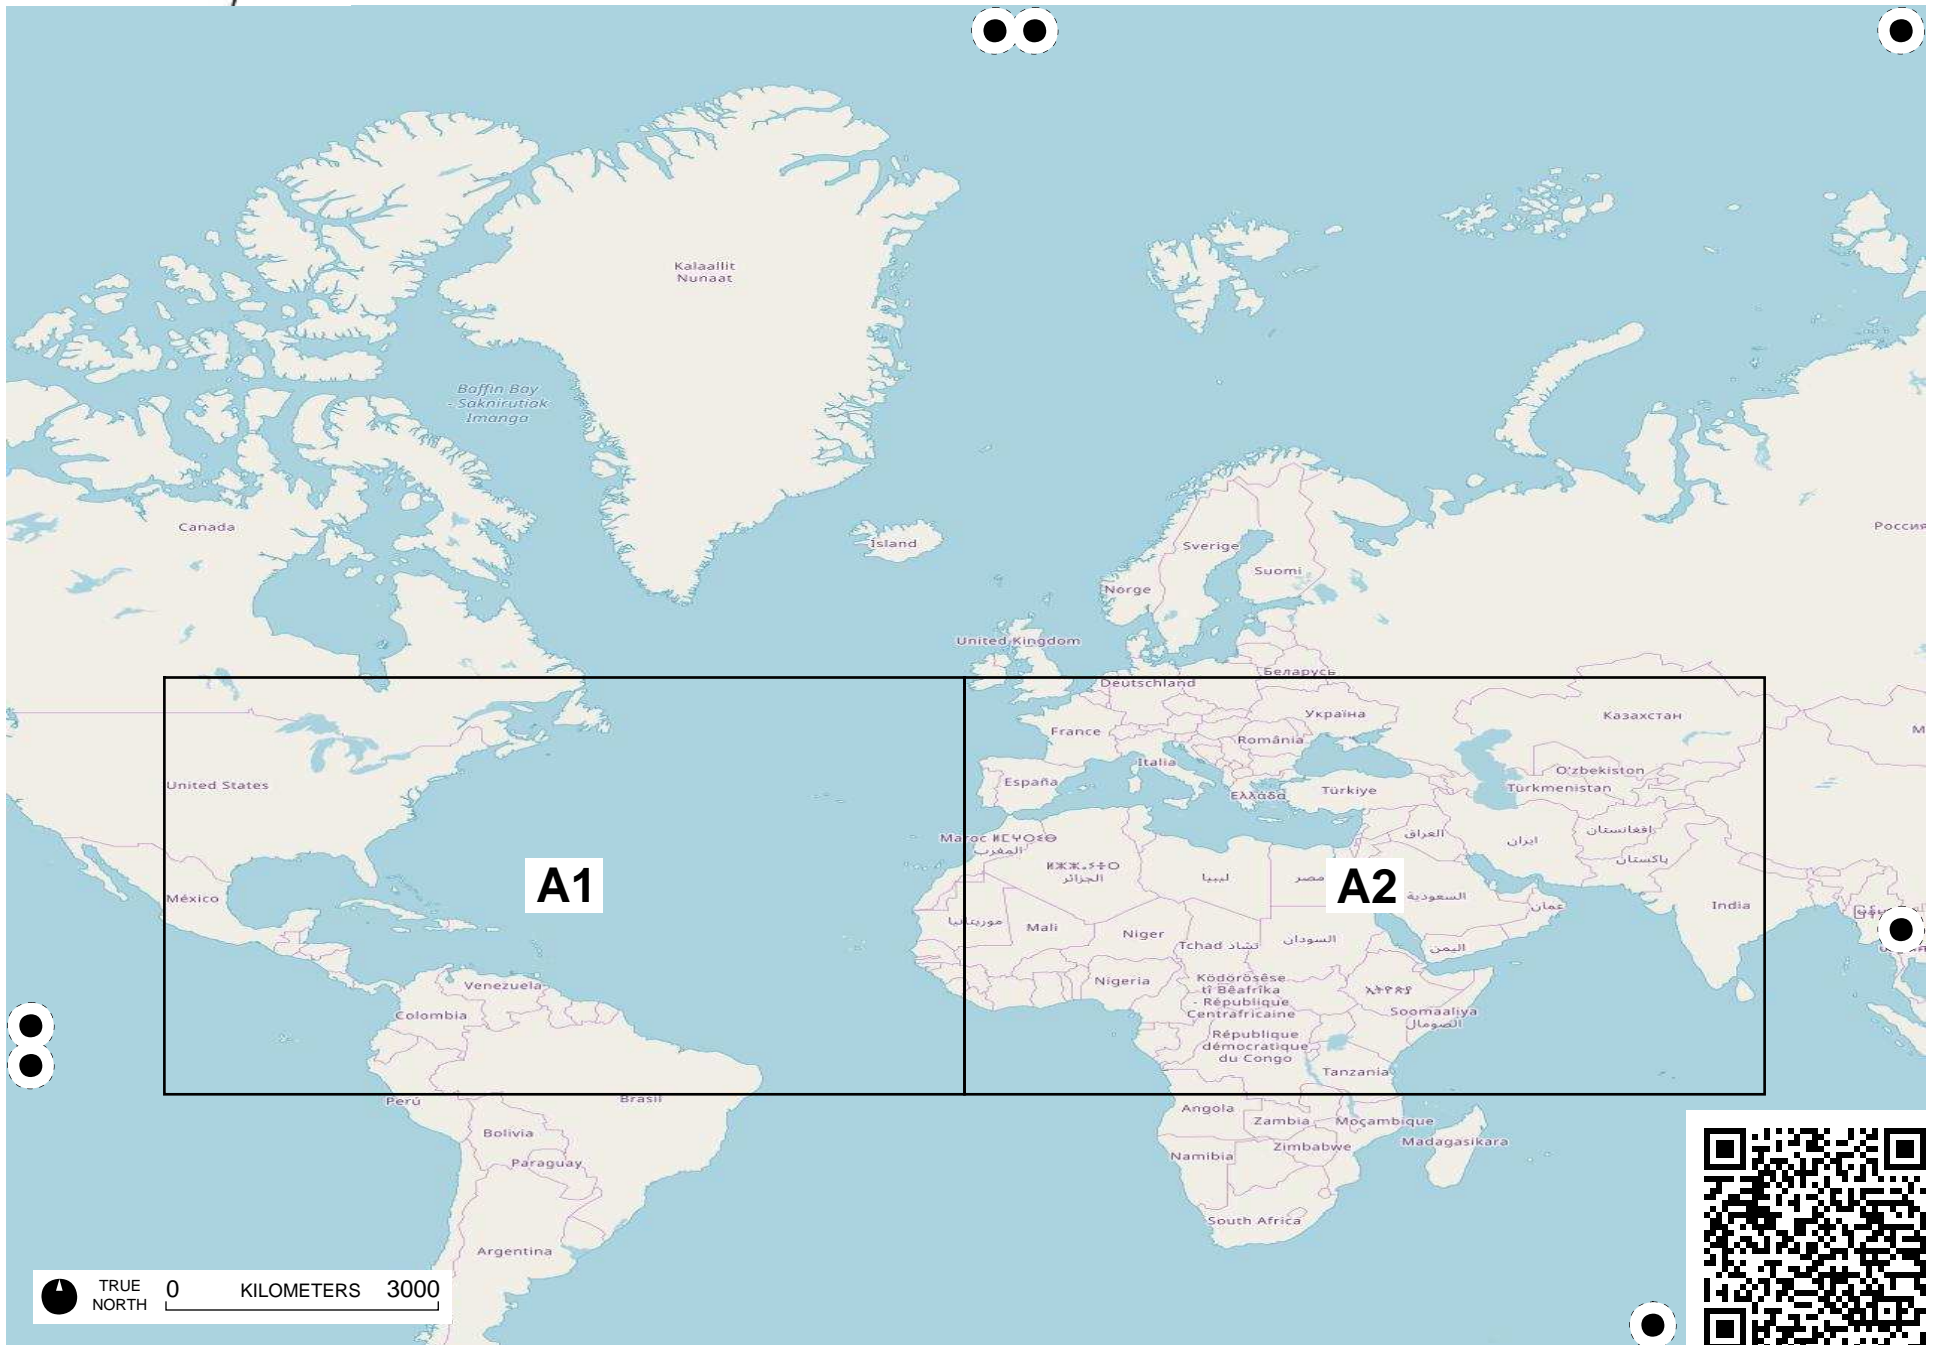 Kalaallit
Nunaat
Baffin Bay
- Saknirutiak
Imanga
Canada
Ísland
Sverige
Suomi
Norge
Россия
United Kingdom
Беларусь
Deutschland
Україна
Казахстан
France
România
Italia
O'zbekiston
España
Ελλάδα
Türkiye
Türkmenistan
United States
Maroc ⵍⵎⵖⵔⵉⴱ
المغرب
العراق
ایران
افغانستان
پاکستان
الجزائر
ليبيا
مصر
السعودية
عمان
México
A1
A2
India
موريتانيا
Mali
Niger
Tchad تشاد
السودان
اليمن
Venezuela
Nigeria
Ködörösêse
tî Bêafrîka
- République
Centrafricaine
ኢትዮጵያ
Colombia
Soomaaliya
الصومال
République
démocratique
du Congo
Tanzania
Perú
Brasil
Angola
Zambia
Moçambique
Bolivia
Zimbabwe
Madagasikara
Paraguay
Namibia
South Africa
Argentina
TRUE
NORTH
0 KILOMETERS 3000